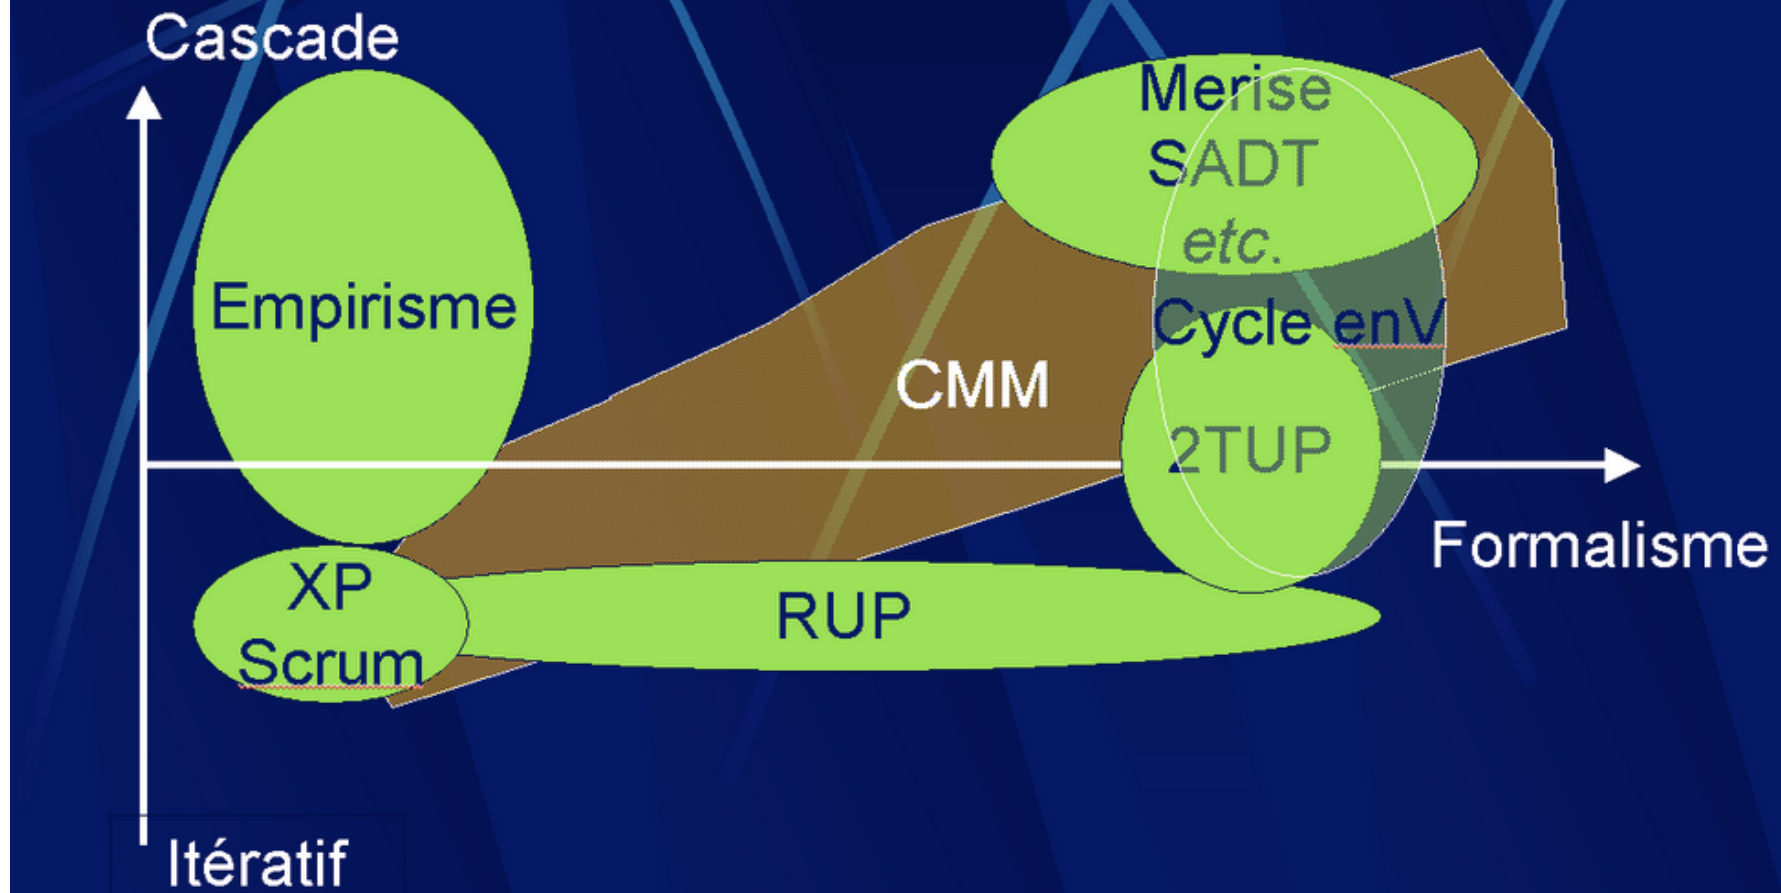 Cascade
Merise
SADT
etc.
Empirisme
Cycle enV
CMM
2TUP
Formalisme
XP
Scrum
RUP
Itératif